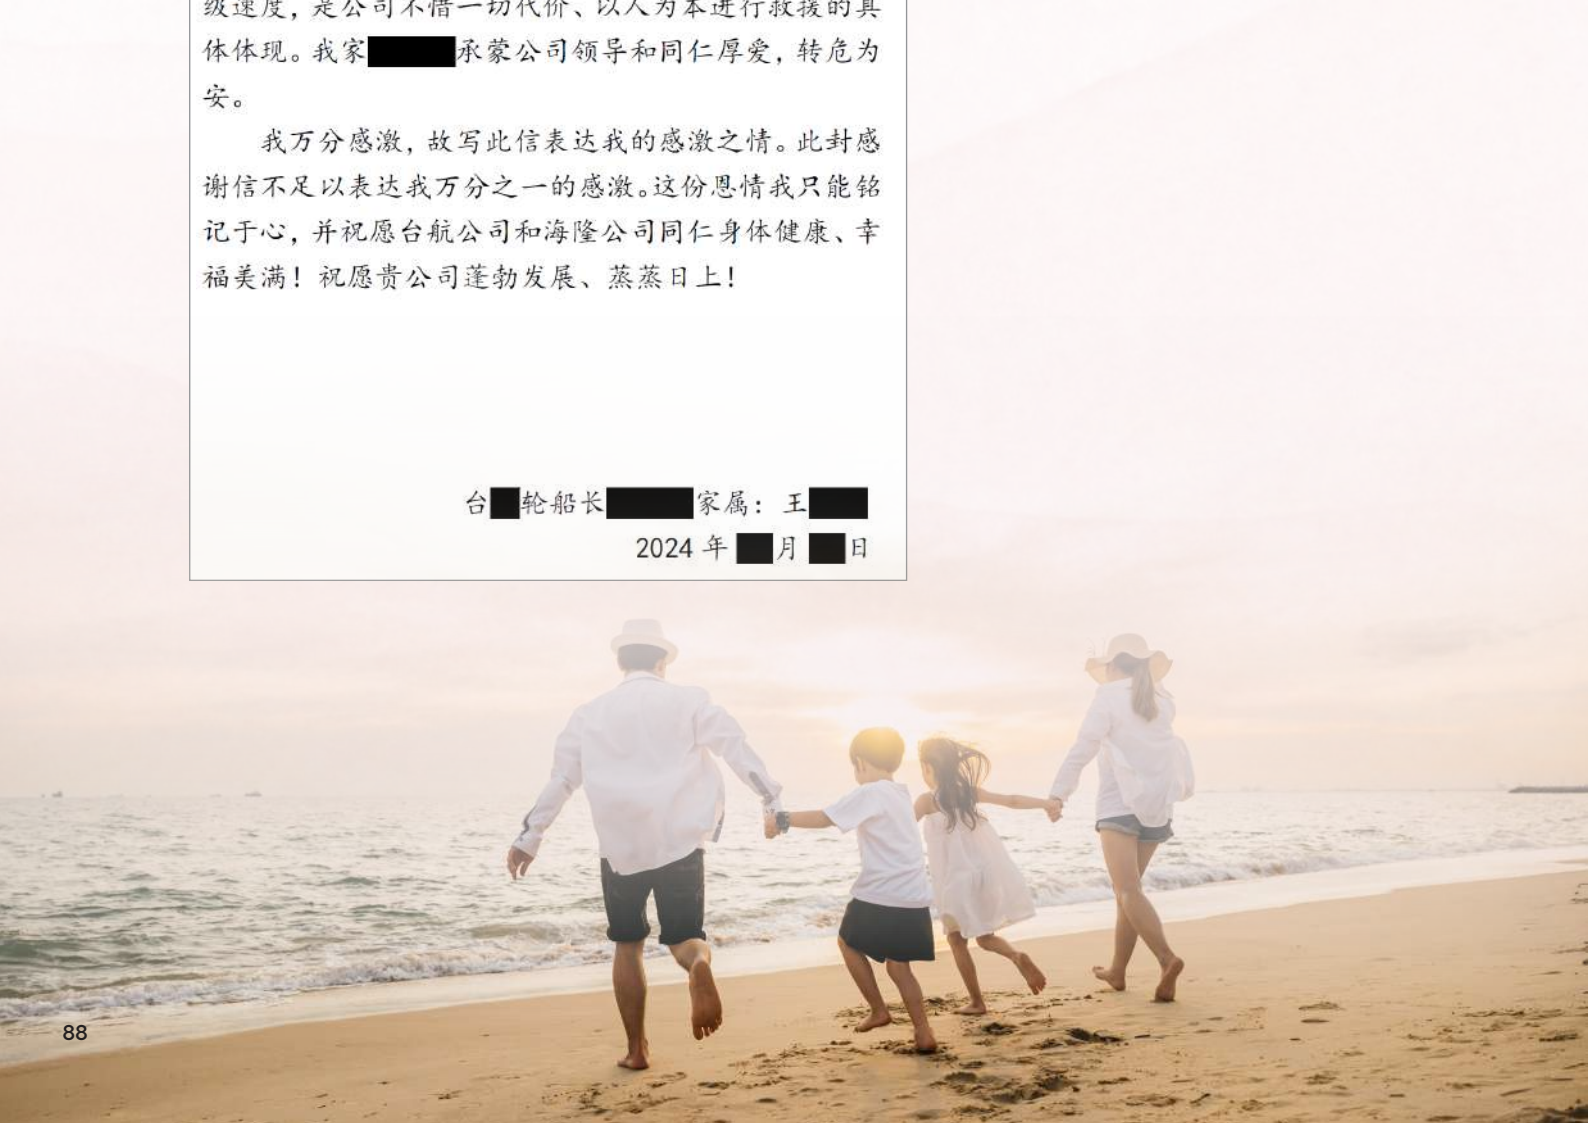 级速度，是公司不惜一切代价、以人为本进行救援的具
体体现。我家承蒙公司领导和同仁厚爱，转危为
安。
我万分感激，故写此信表达我的感激之情。此封感
谢信不足以表达我万分之一的感激。这份恩情我只能铭
记于心，并祝愿台航公司和海隆公司同仁身体健康、幸
福美满！祝愿贵公司蓬勃发展、蒸蒸日上！
台轮船长家属：王
2024 年 月 日
88